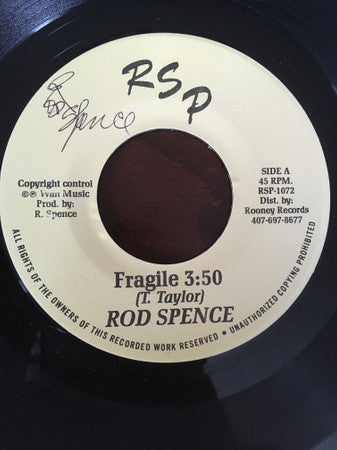 RSP
Spence
Copyright control
©℗ Yvan Music
Prod. by:
R. Spence
SIDE A
45 RPM.
RSP-1072
Dist. by:
Rooney Records
407-697-8677
Fragile 3:50
(T. Taylor)
ROD SPENCE
ALL RIGHTS OF THE OWNERS OF THIS RECORDED WORK RESERVED • UNAUTHORIZED COPYING PROHIBITED